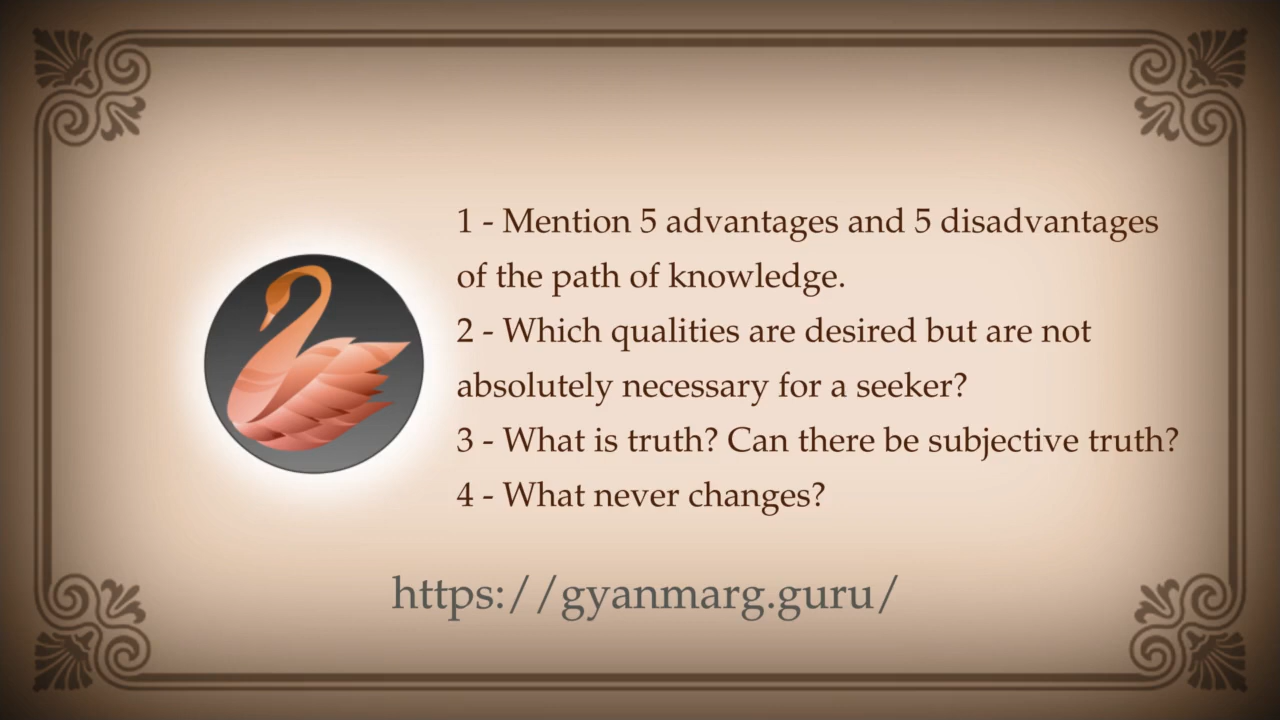 1 - Mention 5 advantages and 5 disadvantages
of the path of knowledge.
2 - Which qualities are desired but are not
absolutely necessary for a seeker?
3 - What is truth? Can there be subjective truth?
4 - What never changes?
https://gyanmarg.guru/